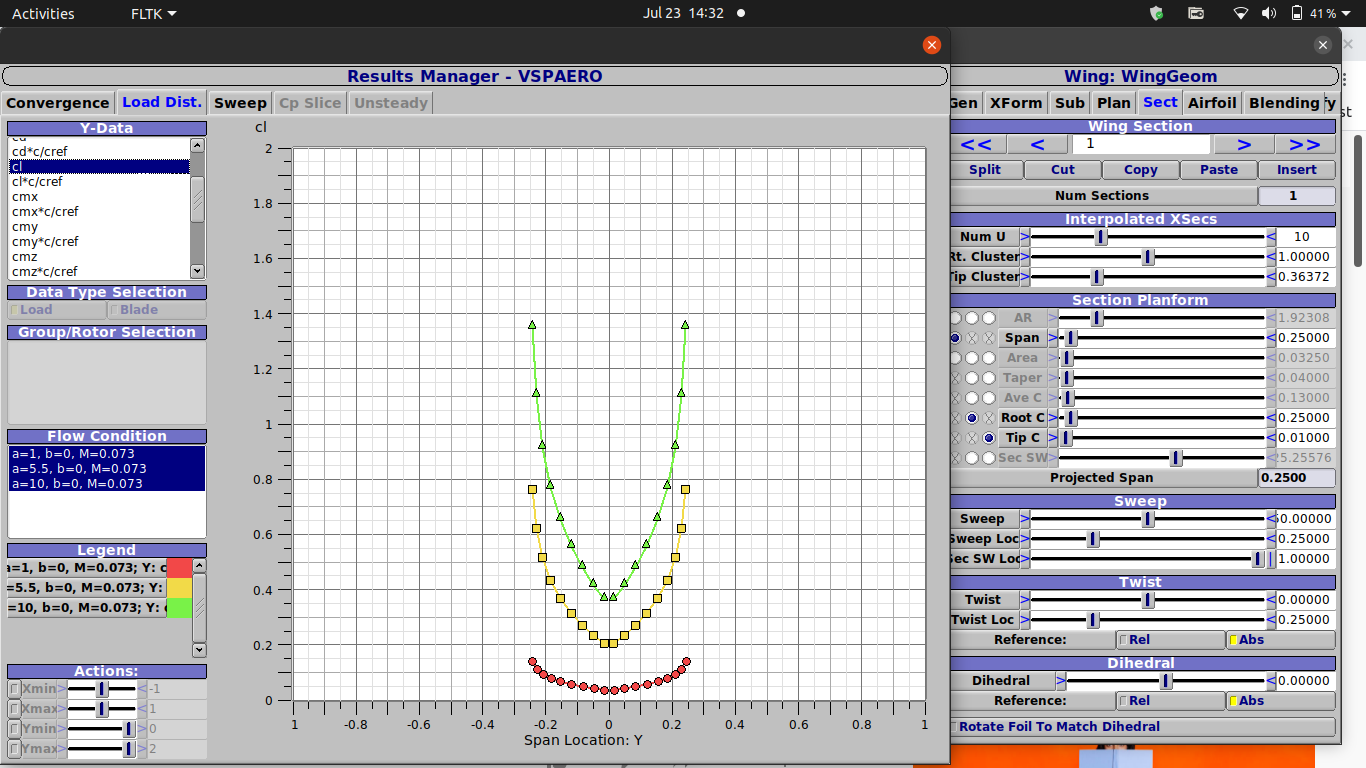 Activities FLTK Jul 23 14:32 41 %
Results Manager - VSPAERO
Convergence Load Dist. Sweep Cp Slice Unsteady
Y-Data
cd
cd*c/cref
cl
cl*c/cref
cmx
cmx*c/cref
cmy
cmy*c/cref
cmz
cmz*c/cref
Data Type Selection
Load Blade
Group/Rotor Selection
Flow Condition
a=1, b=0, M=0.073
a=5.5, b=0, M=0.073
a=10, b=0, M=0.073
Legend
a=1, b=0, M=0.073; Y: c
=5.5, b=0, M=0.073; Y:
=10, b=0, M=0.073; Y: c
Actions:
Xmin > < -1
Xmax > < 1
Ymin > < 0
Ymax > < 2
cl
2
1.8
1.6
1.4
1.2
1
0.8
0.6
0.4
0.2
0
1 -0.8 -0.6 -0.4 -0.2 0 0.2 0.4 0.6 0.8 1
Span Location: Y
Wing: WingGeom
Gen XForm Sub Plan Sect Airfoil Blending fy
Wing Section
<< < 1 > >>
Split Cut Copy Paste Insert
Num Sections 1
Interpolated XSecs
Num U > < 10
Rt. Cluster > < 1.00000
Tip Cluster > < 0.36372
Section Planform
AR > < 1.92308
Span > < 0.25000
Area > < 0.03250
Taper > < 0.04000
Ave C > < 0.13000
Root C > < 0.25000
Tip C > < 0.01000
Sec SW > < 25.25576
Projected Span 0.2500
Sweep
Sweep > < 60.00000
Sweep Loc > < 0.25000
Sec SW Loc > | 1.00000
Twist
Twist > < 0.00000
Twist Loc > < 0.25000
Reference: Rel Abs
Dihedral
Dihedral > < 0.00000
Reference: Rel Abs
Rotate Foil To Match Dihedral
st